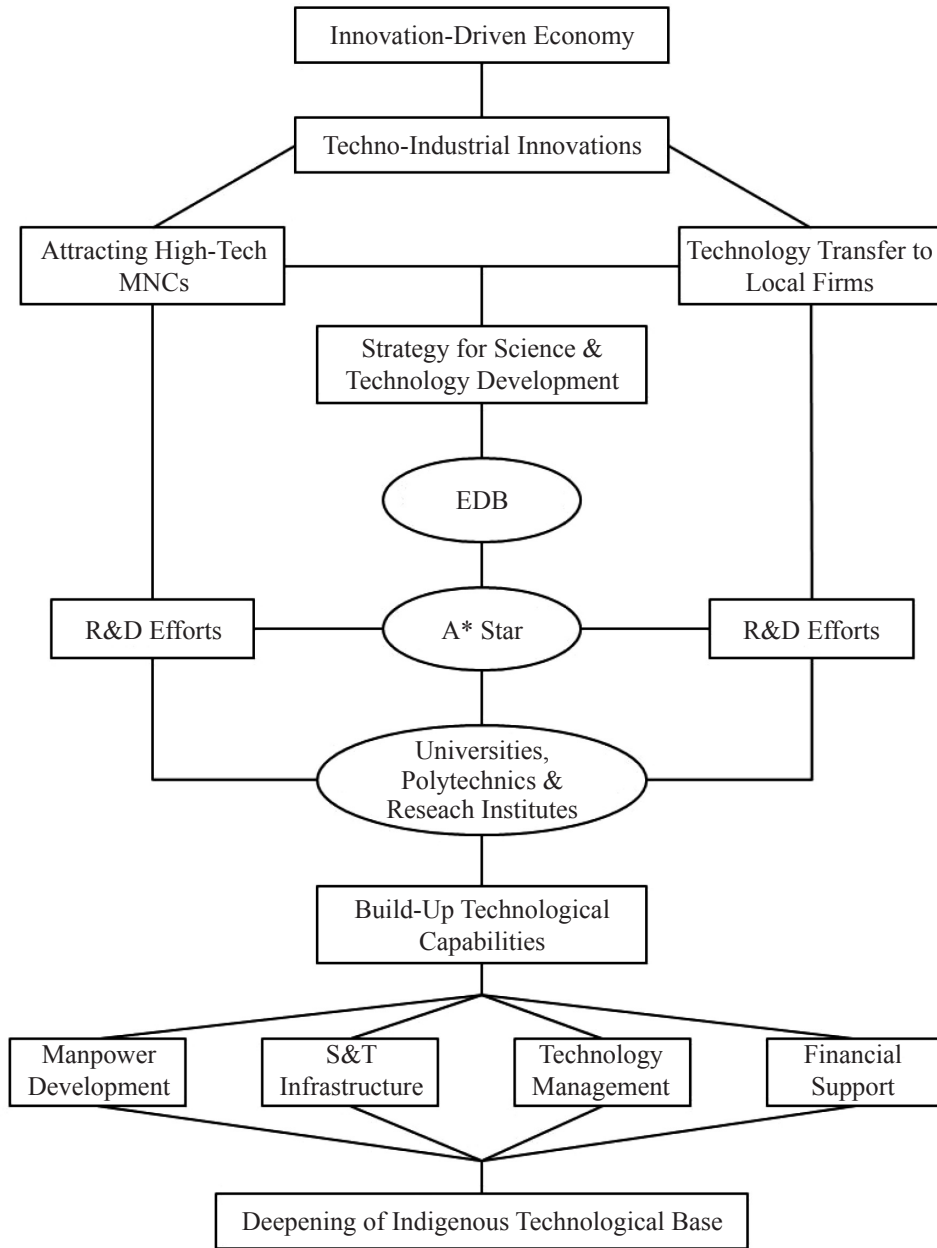 Innovation-Driven Economy
Techno-Industrial Innovations
Attracting High-Tech
MNCs
Technology Transfer to
Local Firms
Strategy for Science &
Technology Development
EDB
R&D Efforts
A* Star
R&D Efforts
Universities,
Polytechnics &
Reseach Institutes
Build-Up Technological
Capabilities
Manpower
Development
S&T
Infrastructure
Technology
Management
Financial
Support
Deepening of Indigenous Technological Base